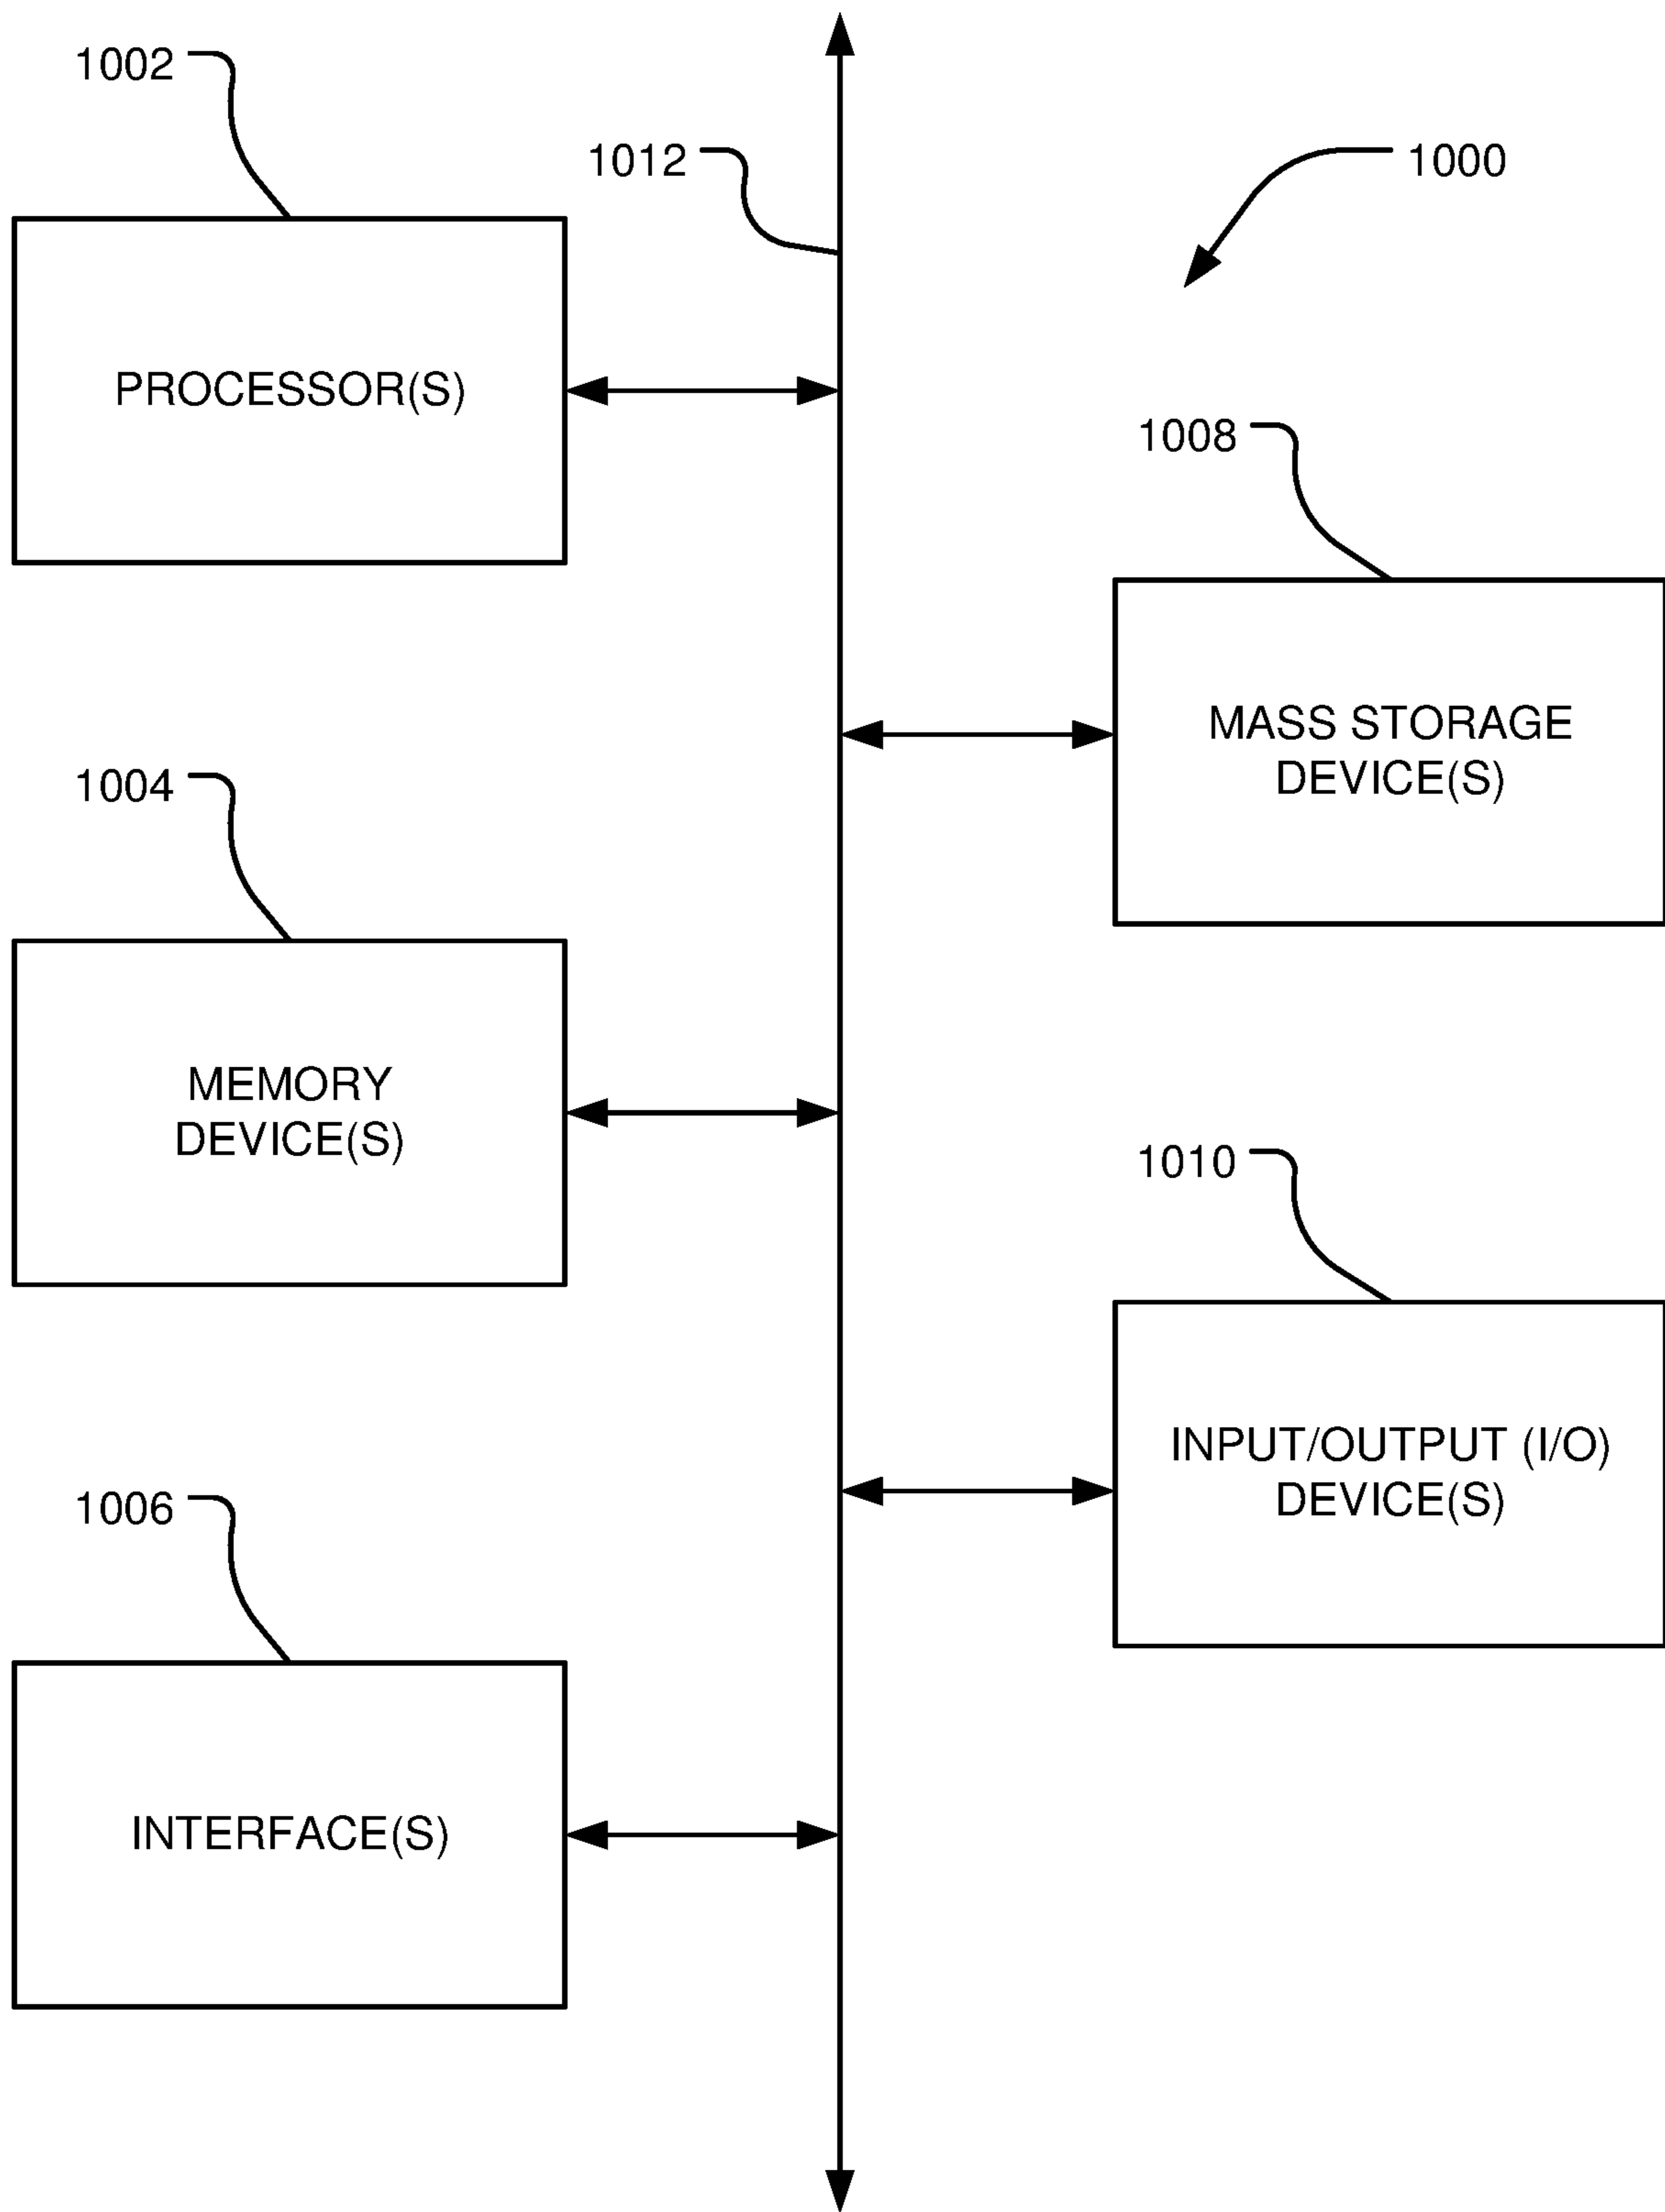 1002
1012
1000
PROCESSOR(S)
1008
MASS STORAGE
DEVICE(S)
1004
MEMORY
DEVICE(S)
1010
INPUT/OUTPUT (I/O)
DEVICE(S)
1006
INTERFACE(S)